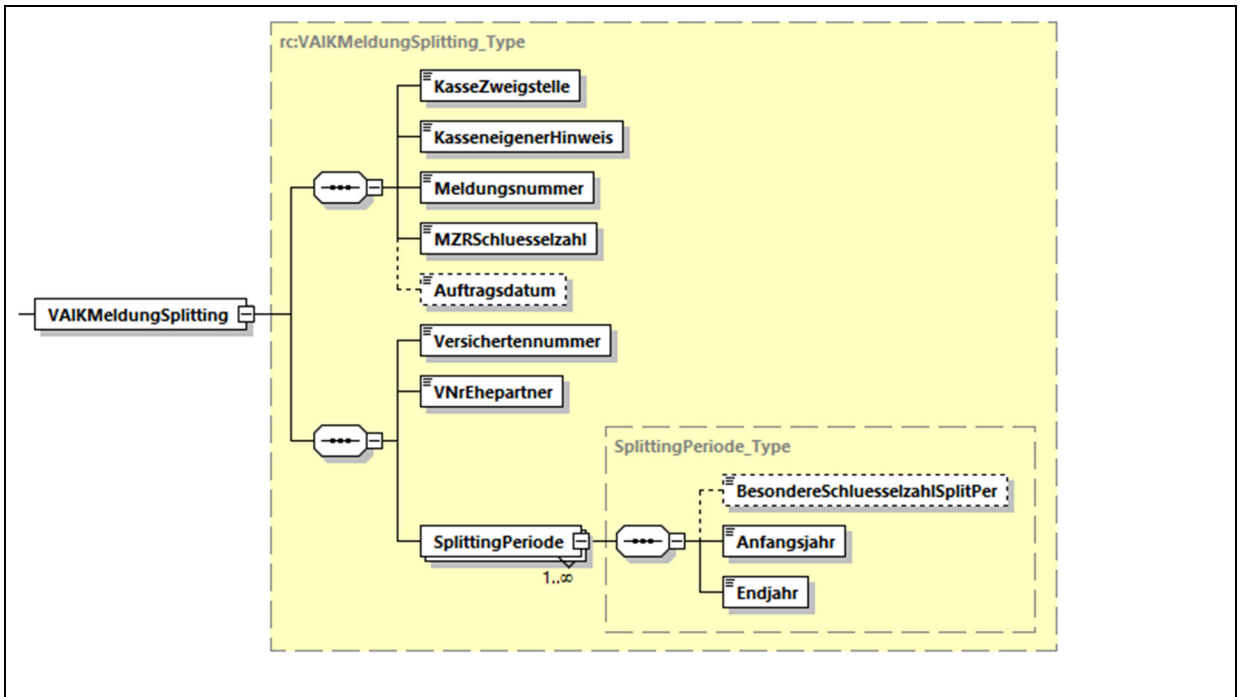 rc:VAIKMeldungSplitting_Type
KasseZweigstelle
KasseneigenerHinweis
Meldungsnummer
MZRSchluesselzahl
Auftragsdatum
VAIKMeldungSplitting
Versichertennummer
VNrEhepartner
SplittingPeriode_Type
BesondereSchluesselzahlSplitPer
SplittingPeriode
Anfangsjahr
1..∞
Endjahr